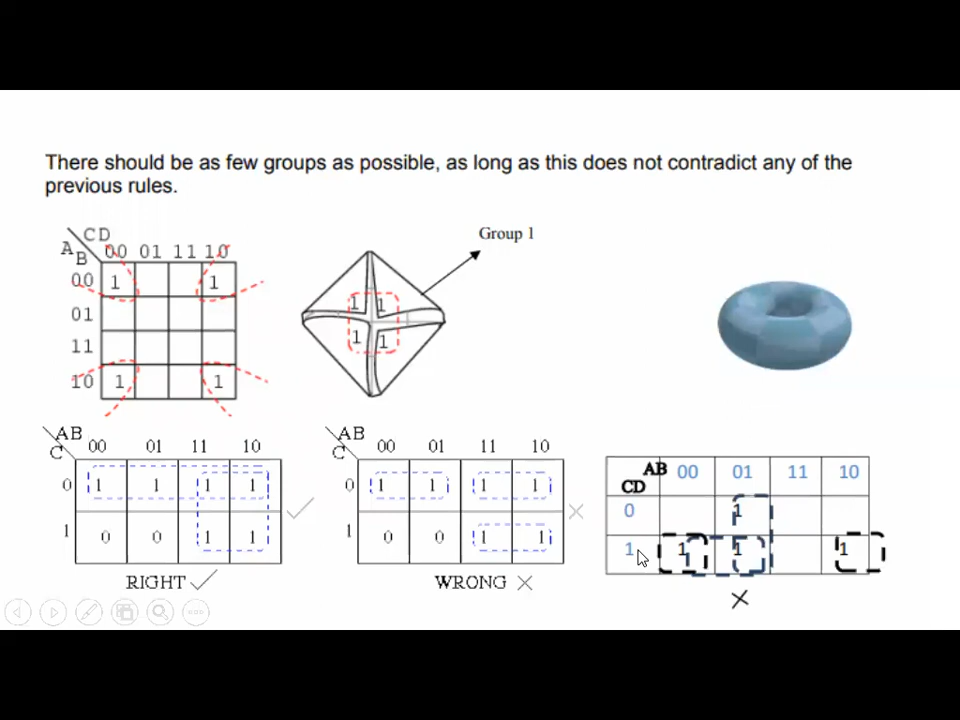 There should be as few groups as possible, as long as this does not contradict any of the
previous rules.
Group 1
CD
A B
00 01 11 10
00 1 1
01
11
10 1 1
1 1
1 1
AB
C
00 01 11 10
0 1 1 1 1
1 0 0 1 1
RIGHT
AB
C
00 01 11 10
0 1 1 1 1
1 0 0 1 1
WRONG
AB
CD
00 01 11 10
0 1
1 1 1 1